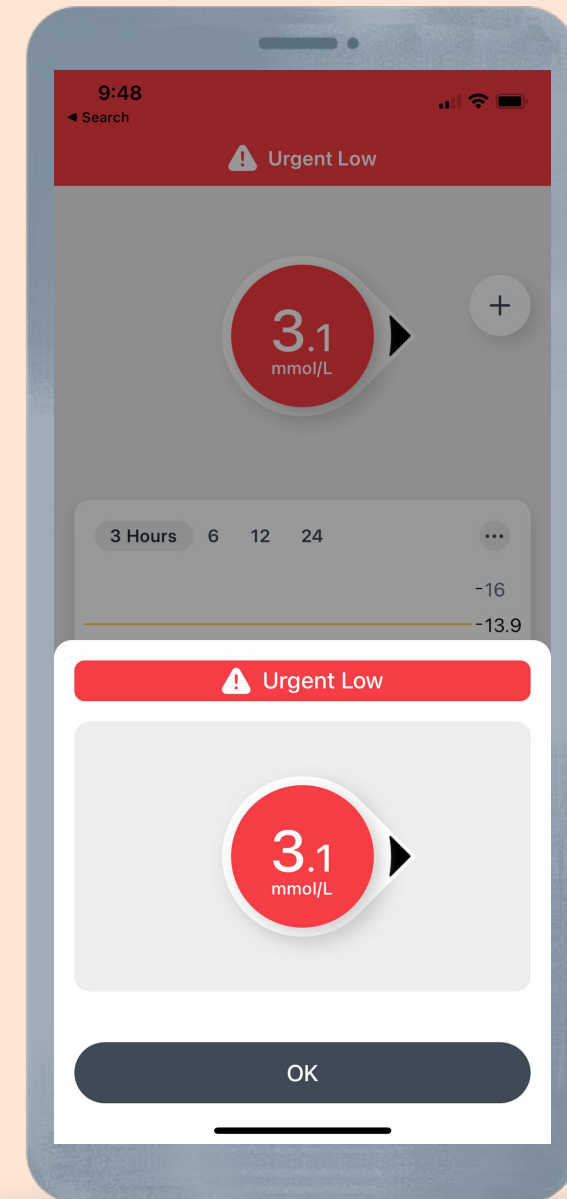 9:48
◀ Search
Urgent Low
3.1
mmol/L
+
3 Hours 6 12 24
...
-16
-13.9
Urgent Low
3.1
mmol/L
OK